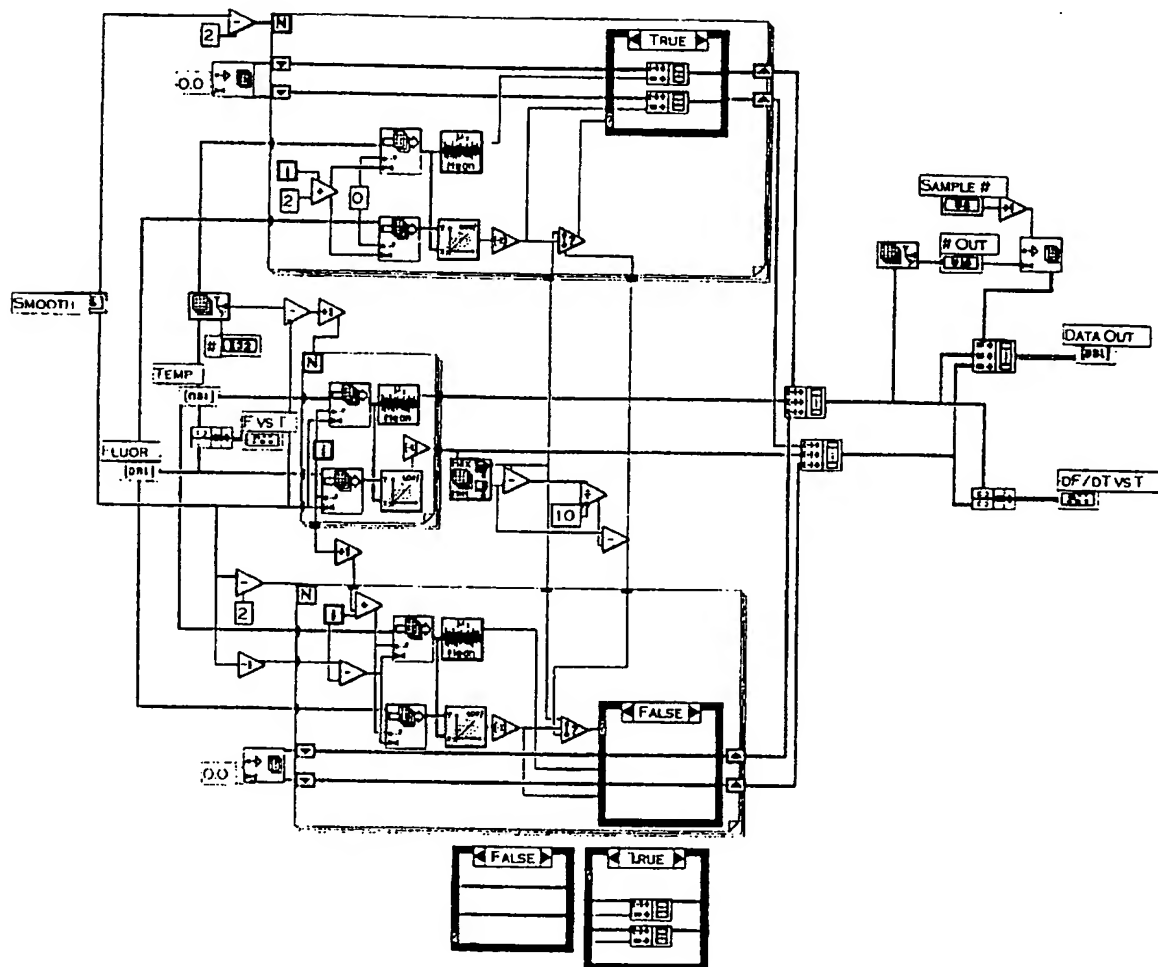 2
N
TRUE
0.0
Mean
1
2
0
SAMPLE #
# OUT
SMOOTH
#
N
TEMP
[DBL]
F VS T
DATA OUT
[DBL]
FLUOR
[DBL]
Mean
1
10
-DF/DT VS T
N
2
1
Mean
FALSE
0.0
FALSE
TRUE